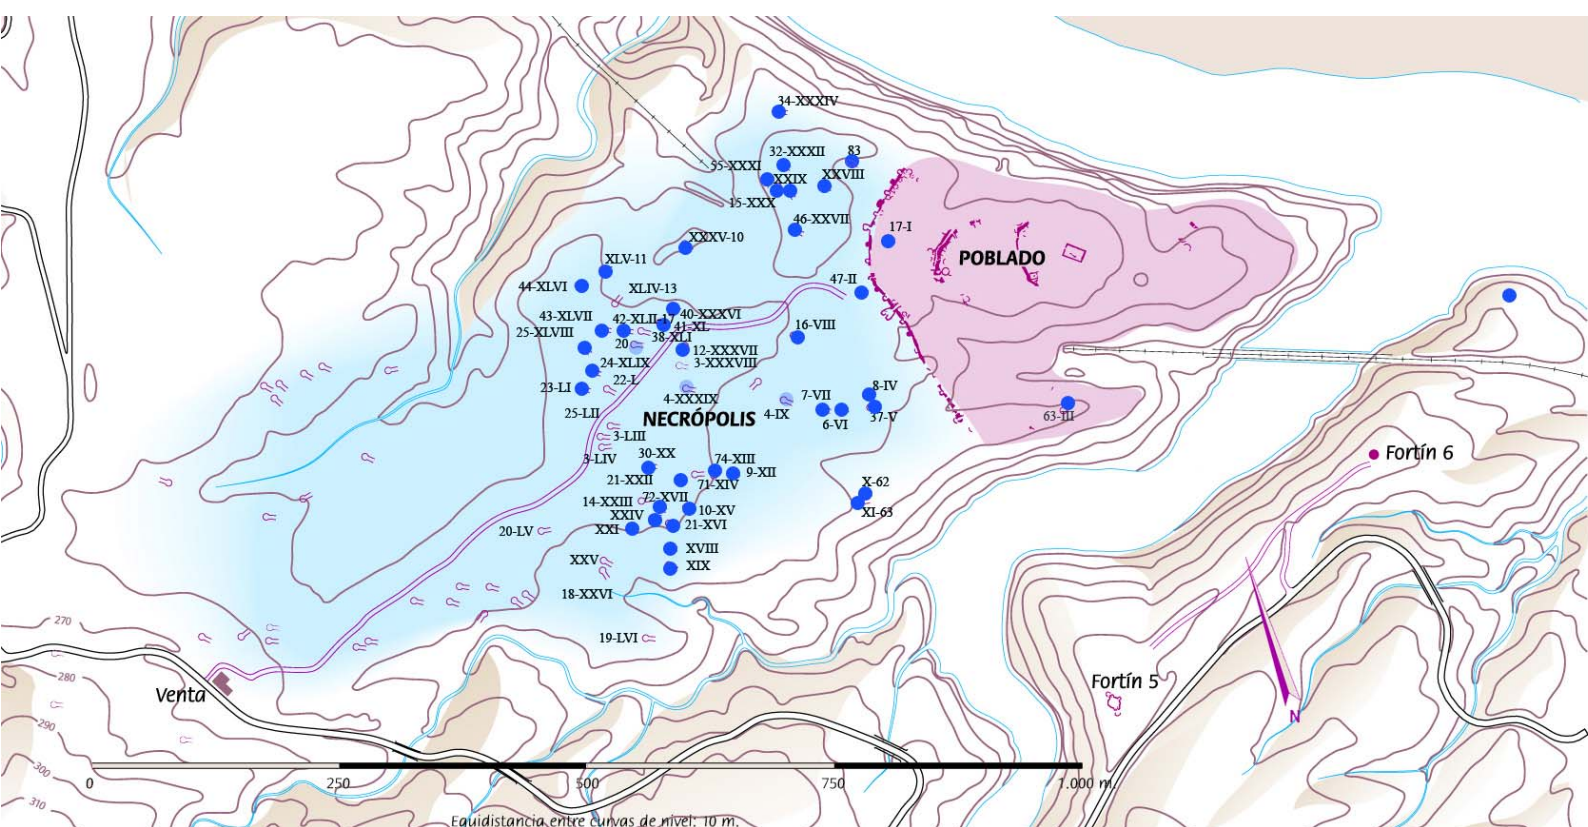 34-XXXIV
32-XXXII
83
55-XXXI
XXIX
XXVIII
15-XXX
46-XXVII
17-I
XXXV-10
POBLADO
XLV-11
44-XLVI
XLIV-13
47-II
43-XLVII
42-XLII-17
40-XXXVI
41-XL
25-XLVIII
38-XLI
16-VIII
20
12-XXXVII
24-XLIX
3-XXXVIII
22-L
23-LI
4-XXXIX
7-VII
8-IV
25-LII
NECRÓPOLIS
4-IX
6-VI
37-V
63-III
3-LIII
30-XX
Fortín 6
3-LIV
74-XIII
9-XII
21-XXII
71-XIV
X-62
14-XXIII
72-XVII
10-XV
XI-63
XXIV
XXI
21-XVI
20-LV
XVIII
XXV
XIX
18-XXVI
270
19-LVI
280
Venta
Fortín 5
N
290
300
310
0
250
500
750
1.000 m.
Equidistancia entre curvas de nivel: 10 m.